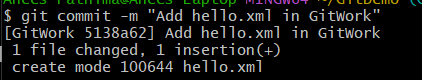 $ git commit -m "Add hello.xml in GitWork"
[GitWork 5138a62] Add hello.xml in GitWork
 1 file changed, 1 insertion(+)
 create mode 100644 hello.xml